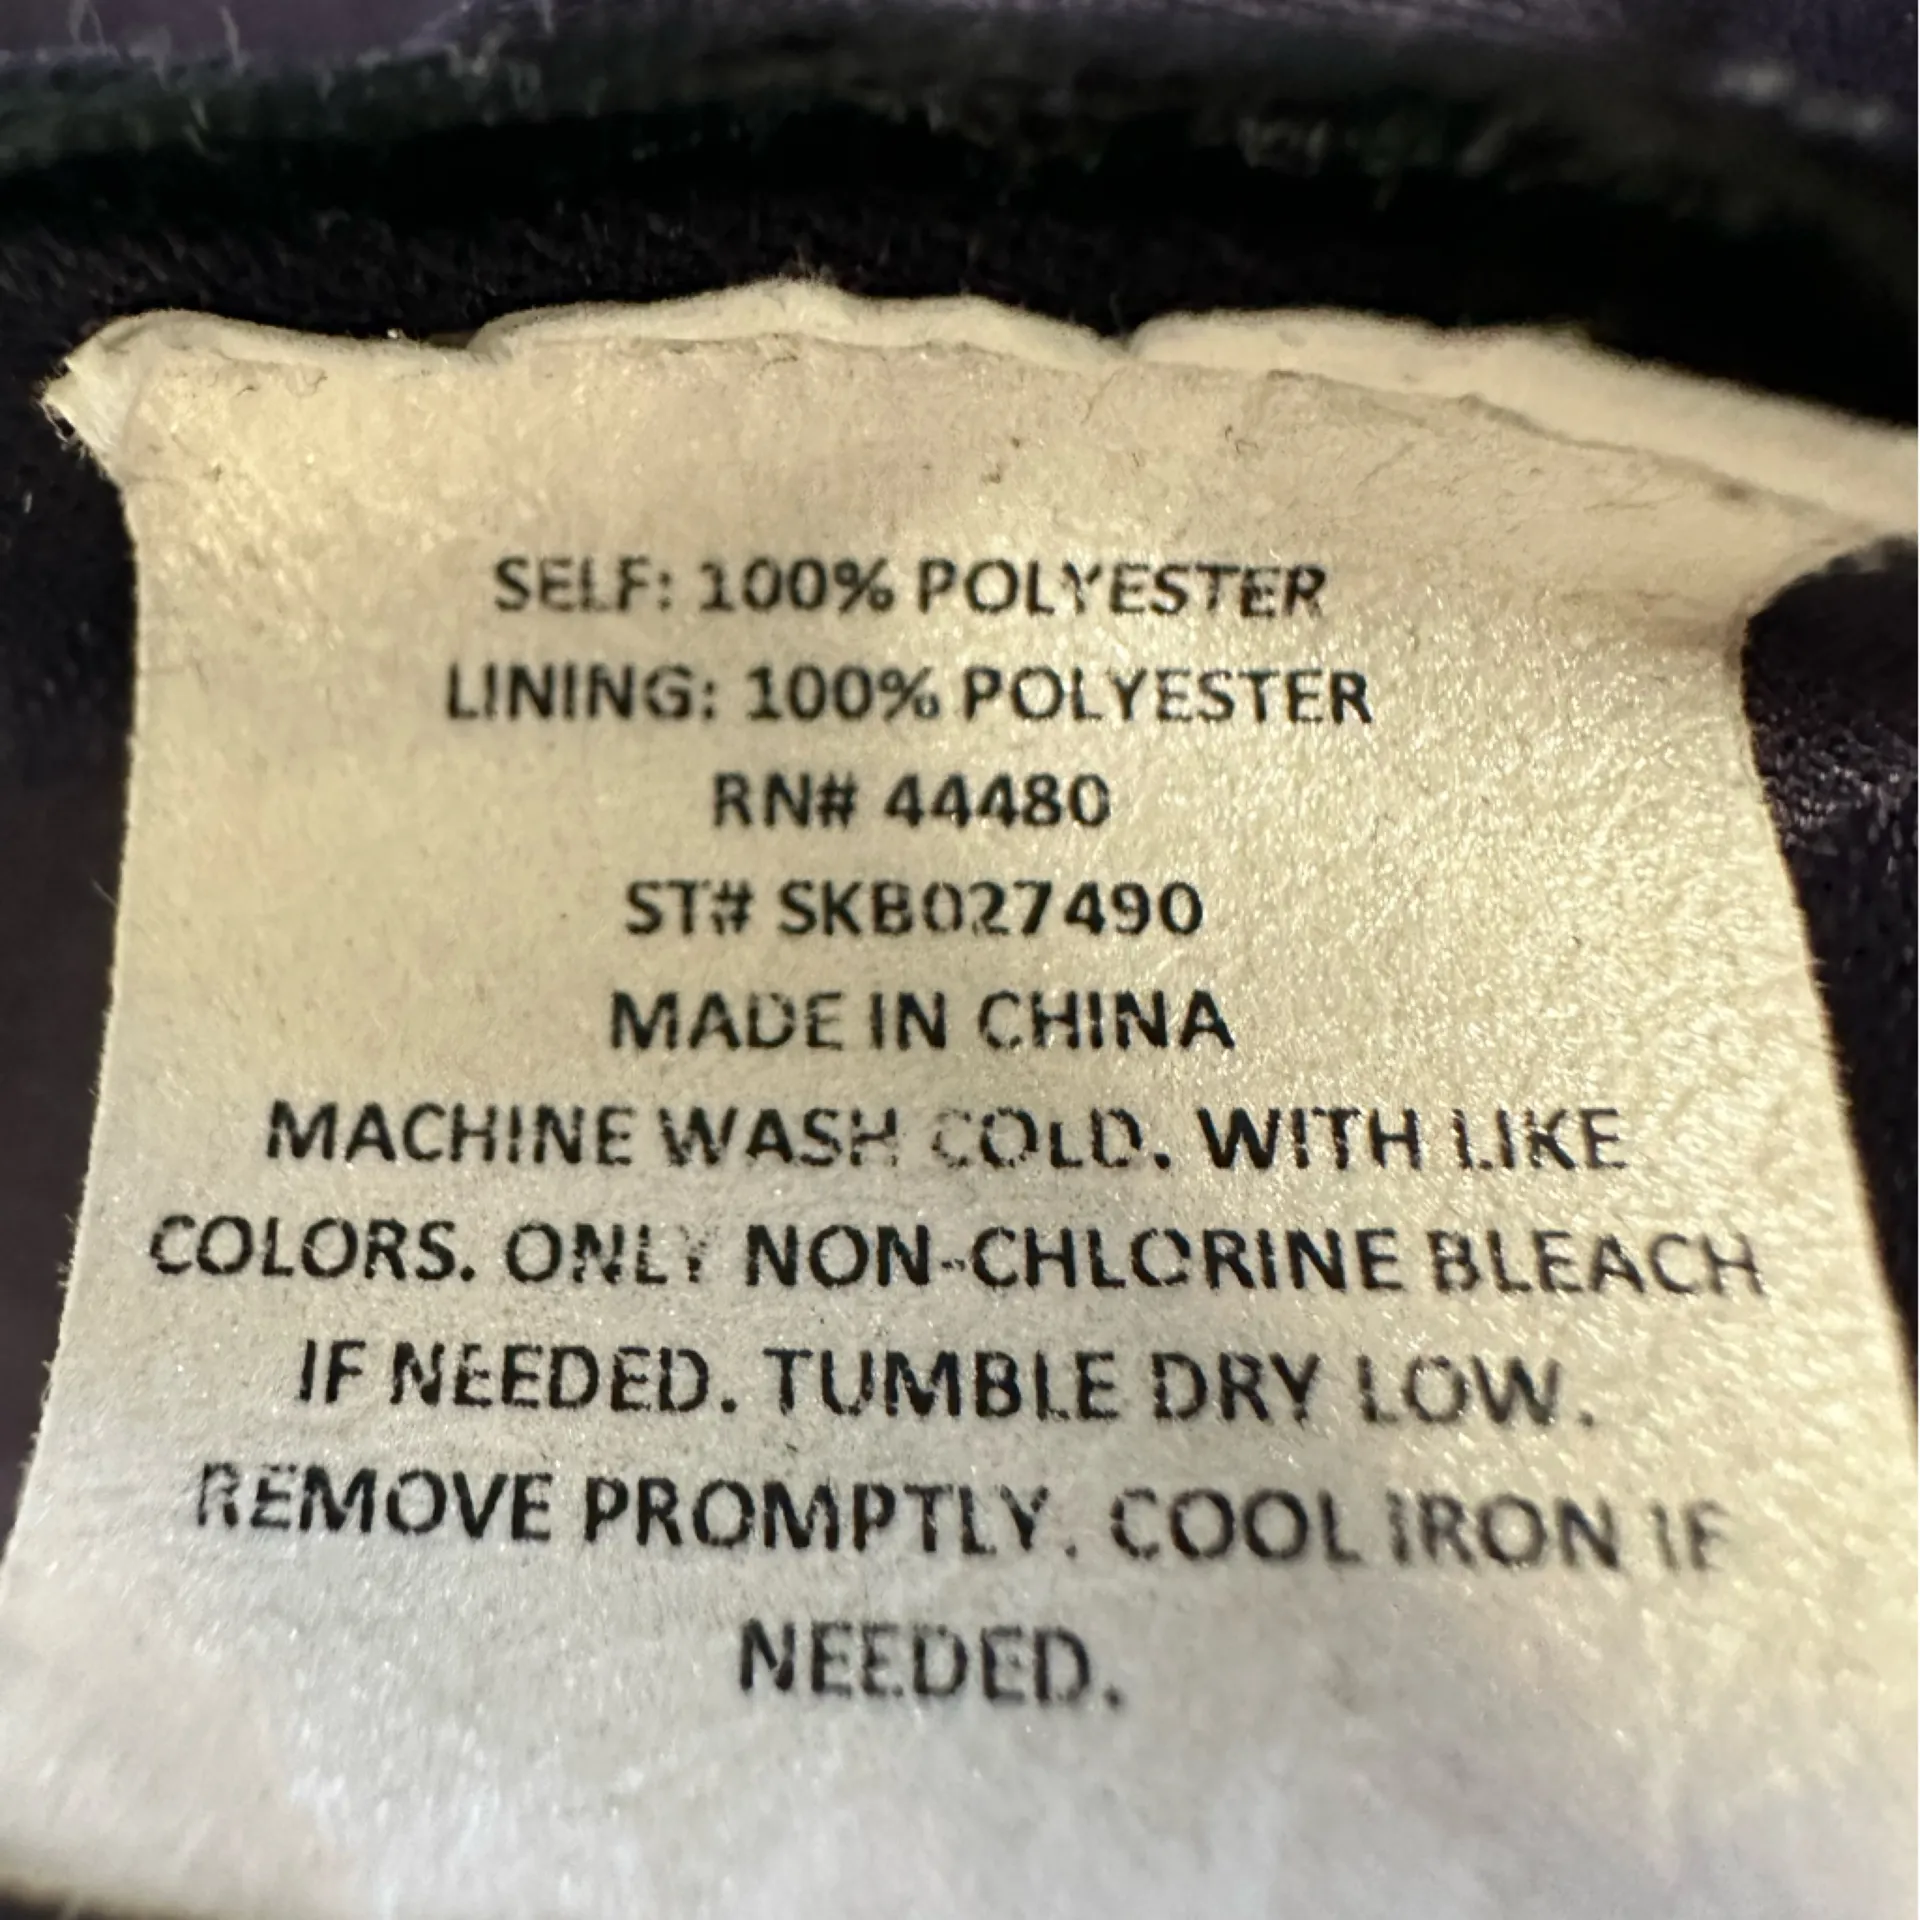 SELF: 100% POLYESTER
LINING: 100% POLYESTER
RN# 44480
ST# SKB027490
MADE IN CHINA
MACHINE WASH COLD. WITH LIKE
COLORS. ONLY NON-CHLORINE BLEACH
IF NEEDED. TUMBLE DRY LOW.
REMOVE PROMPTLY. COOL IRON IF
NEEDED.